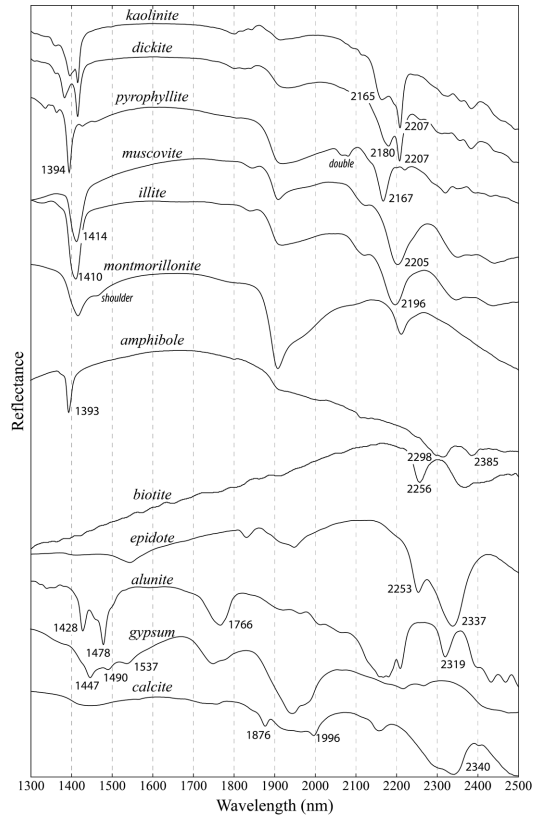 kaolinite
dickite
2165
2207
pyrophyllite
2180
2207
double
1394
muscovite
2167
illite
1414
2205
1410
montmorillonite
shoulder
2196
amphibole
Reflectance
1393
2298
2385
2256
biotite
epidote
2253
alunite
2337
1428
1766
1478
gypsum
2319
1537
1490
1447
calcite
1876
1996
2340
1300 1400 1500 1600 1700 1800 1900 2000 2100 2200 2300 2400 2500
Wavelength (nm)